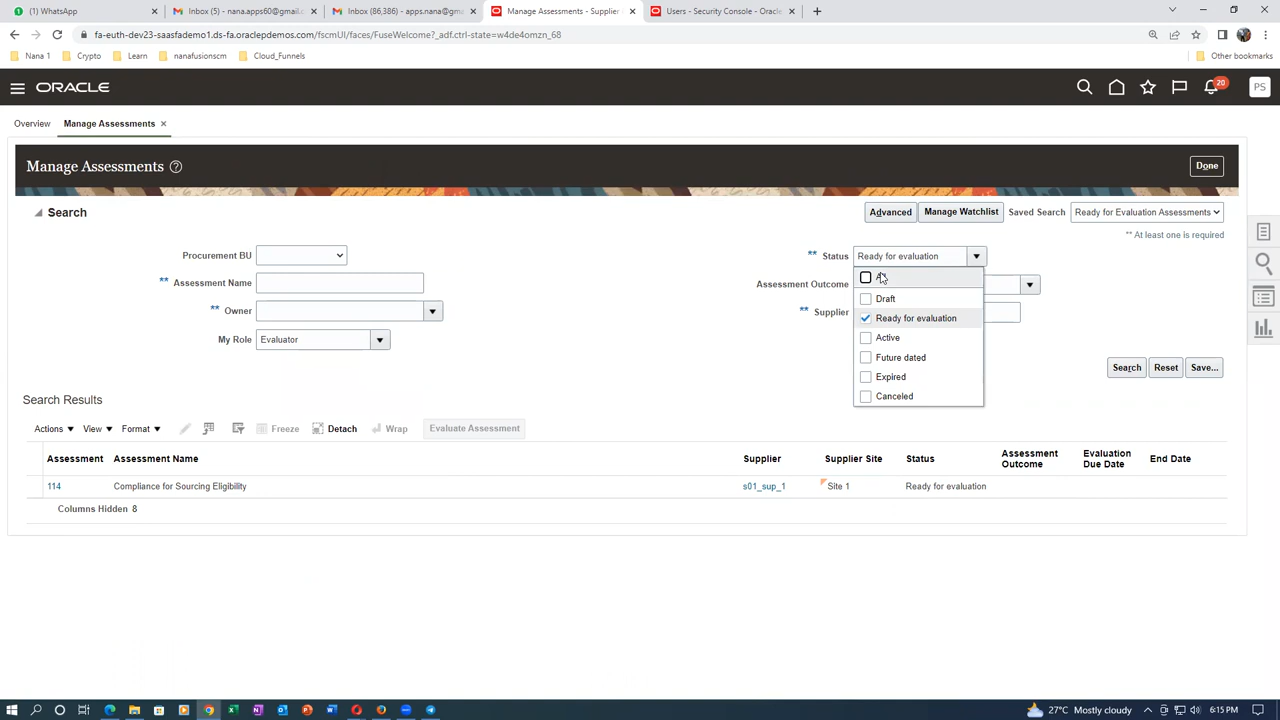 WhatsApp
Inbox (5) - nana.apps60@gmail.c
Inbox (86,386) - apps.nana@gma
Manage Assessments - Supplier
Users - Security Console - Oracle
fa-euth-dev23-saasfademo1.ds-fa.oraclepdemos.com/fscmUI/faces/FuseWelcome?_adf.ctrl-state=w4de4omzn_68
Nana 1
Crypto
Learn
nanafusionscm
Cloud_Funnels
Other bookmarks
ORACLE
20
PS
Overview
Manage Assessments
Manage Assessments
Done
Search
Advanced
Manage Watchlist
Saved Search
Ready for Evaluation Assessments
** At least one is required
Procurement BU
** Assessment Name
** Owner
My Role
Evaluator
** Status
Ready for evaluation
Assessment Outcome
** Supplier
Draft
Ready for evaluation
Active
Future dated
Expired
Canceled
Search
Reset
Save...
Search Results
Actions
View
Format
Freeze
Detach
Wrap
Evaluate Assessment
Assessment
Assessment Name
Supplier
Supplier Site
Status
Assessment Outcome
Evaluation Due Date
End Date
114
Compliance for Sourcing Eligibility
s01_sup_1
Site 1
Ready for evaluation
Columns Hidden 8
27°C Mostly cloudy
6:15 PM